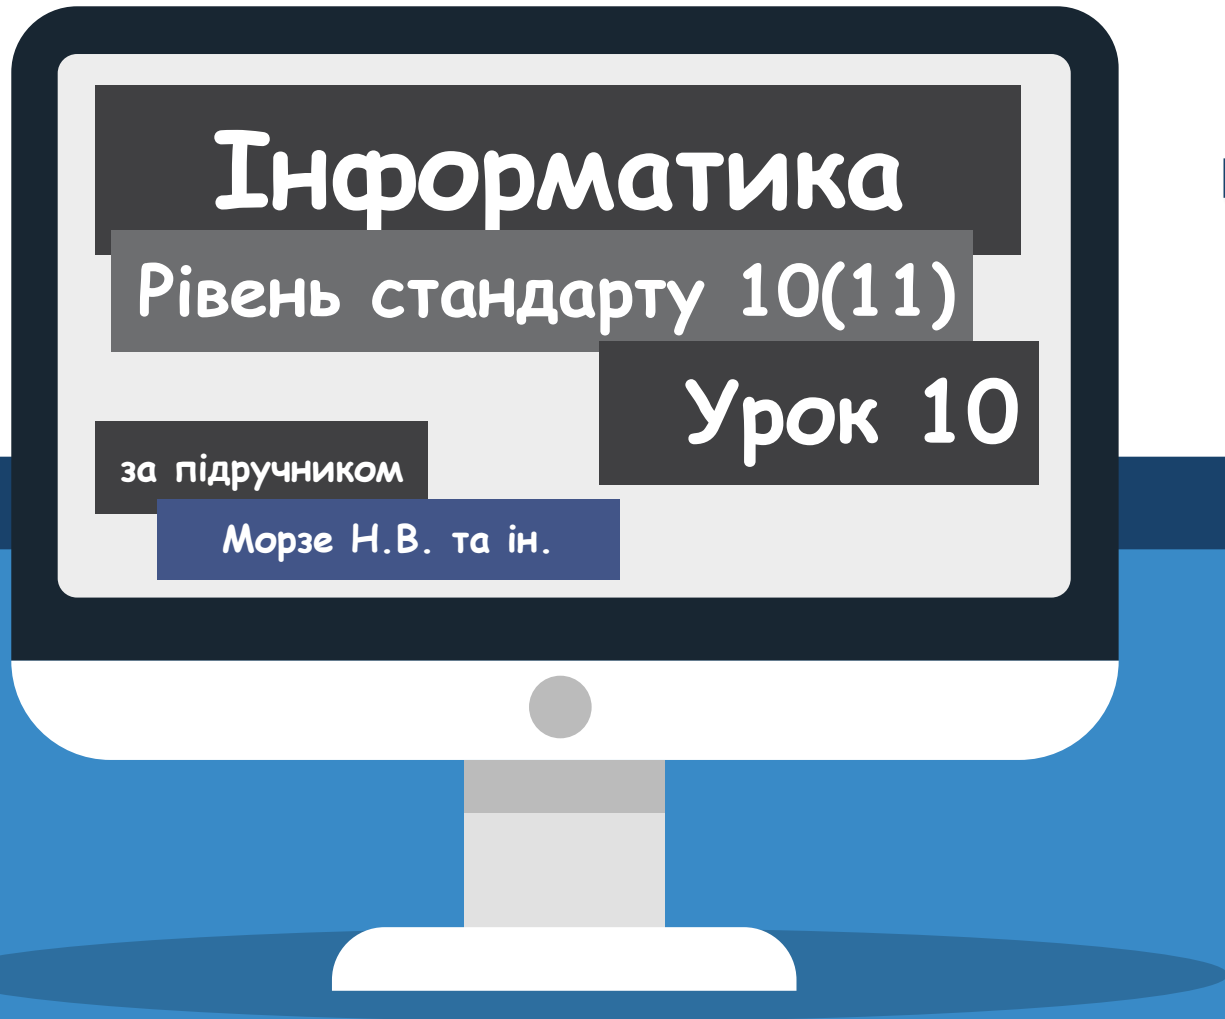 Інформатика
Рівень стандарту 10(11)
Урок 10
за підручником
Морзе Н.В. та ін.